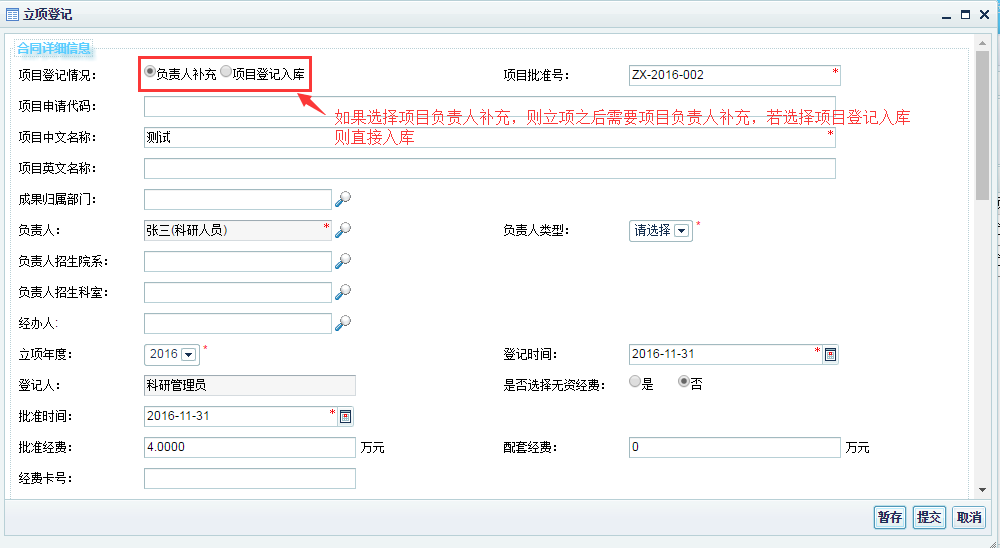 立项登记
合同详细信息
项目登记情况： 负责人补充 项目登记入库 项目批准号： ZX-2016-002 *
项目申请代码：
如果选择项目负责人补充，则立项之后需要项目负责人补充，若选择项目登记入库
则直接入库
项目中文名称： 测试 *
项目英文名称：
成果归属部门：
负责人： 张三(科研人员) * 负责人类型： 请选择 *
负责人招生院系：
负责人招生科室：
经办人:
立项年度： 2016 * 登记时间： 2016-11-31 *
登记人： 科研管理员 是否选择无资经费： 是 否
批准时间： 2016-11-31 *
批准经费： 4.0000 万元 配套经费： 0 万元
经费卡号：
暂存 提交 取消